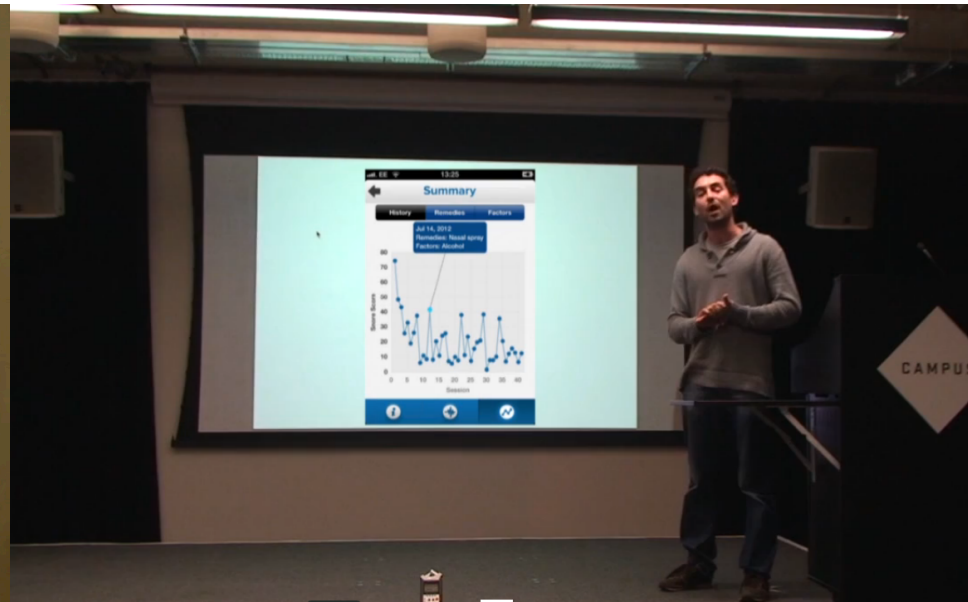 EE 13:25
Summary
History Remedies Factors
Jul 14, 2012
Remedies: Nasal spray
Factors: Alcohol
80
70
60
50
40
30
20
10
0
Snore Score
0 5 10 15 20 25 30 35 40
Session
CAMPUS